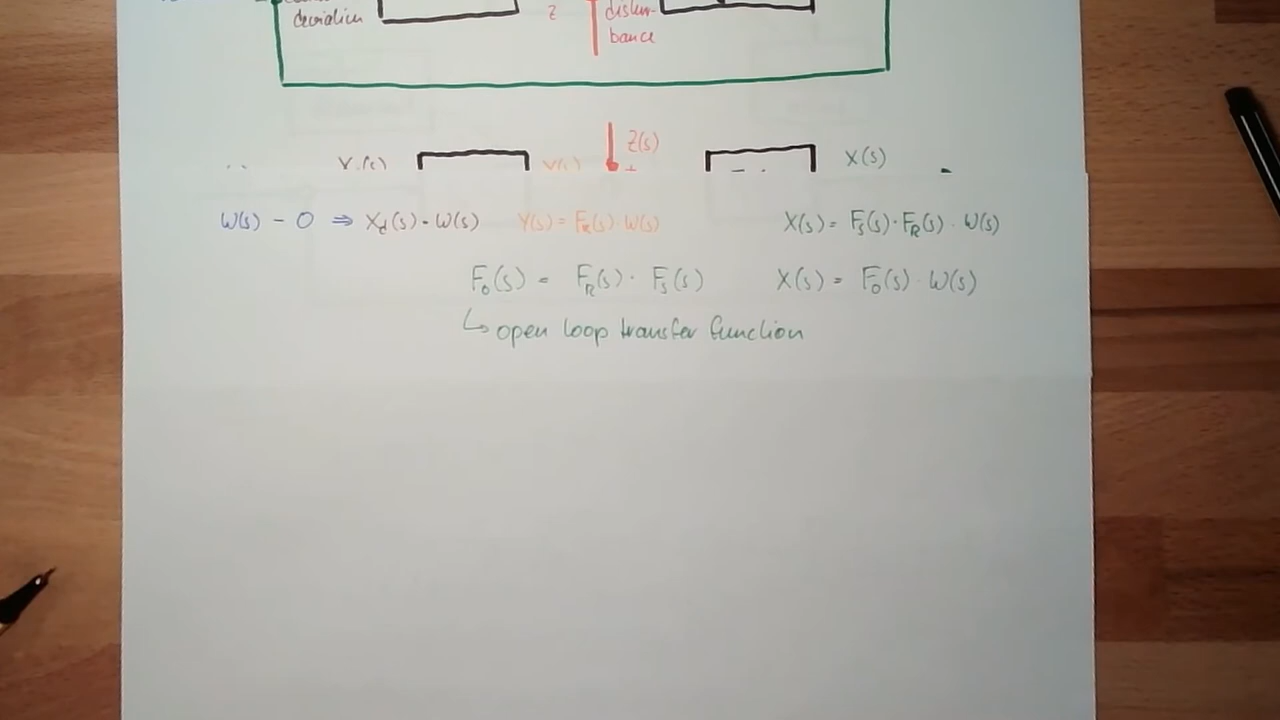 deviation z distur-
bance
Z(s)
X(s)
+
W(s) - 0 ⇒ X_d(s) = W(s) Y(s) = F_R(s) · W(s) X(s) = F_S(s) · F_R(s) · W(s)
F_0(s) = F_R(s) · F_S(s) X(s) = F_0(s) · W(s)
↳ open loop transfer function